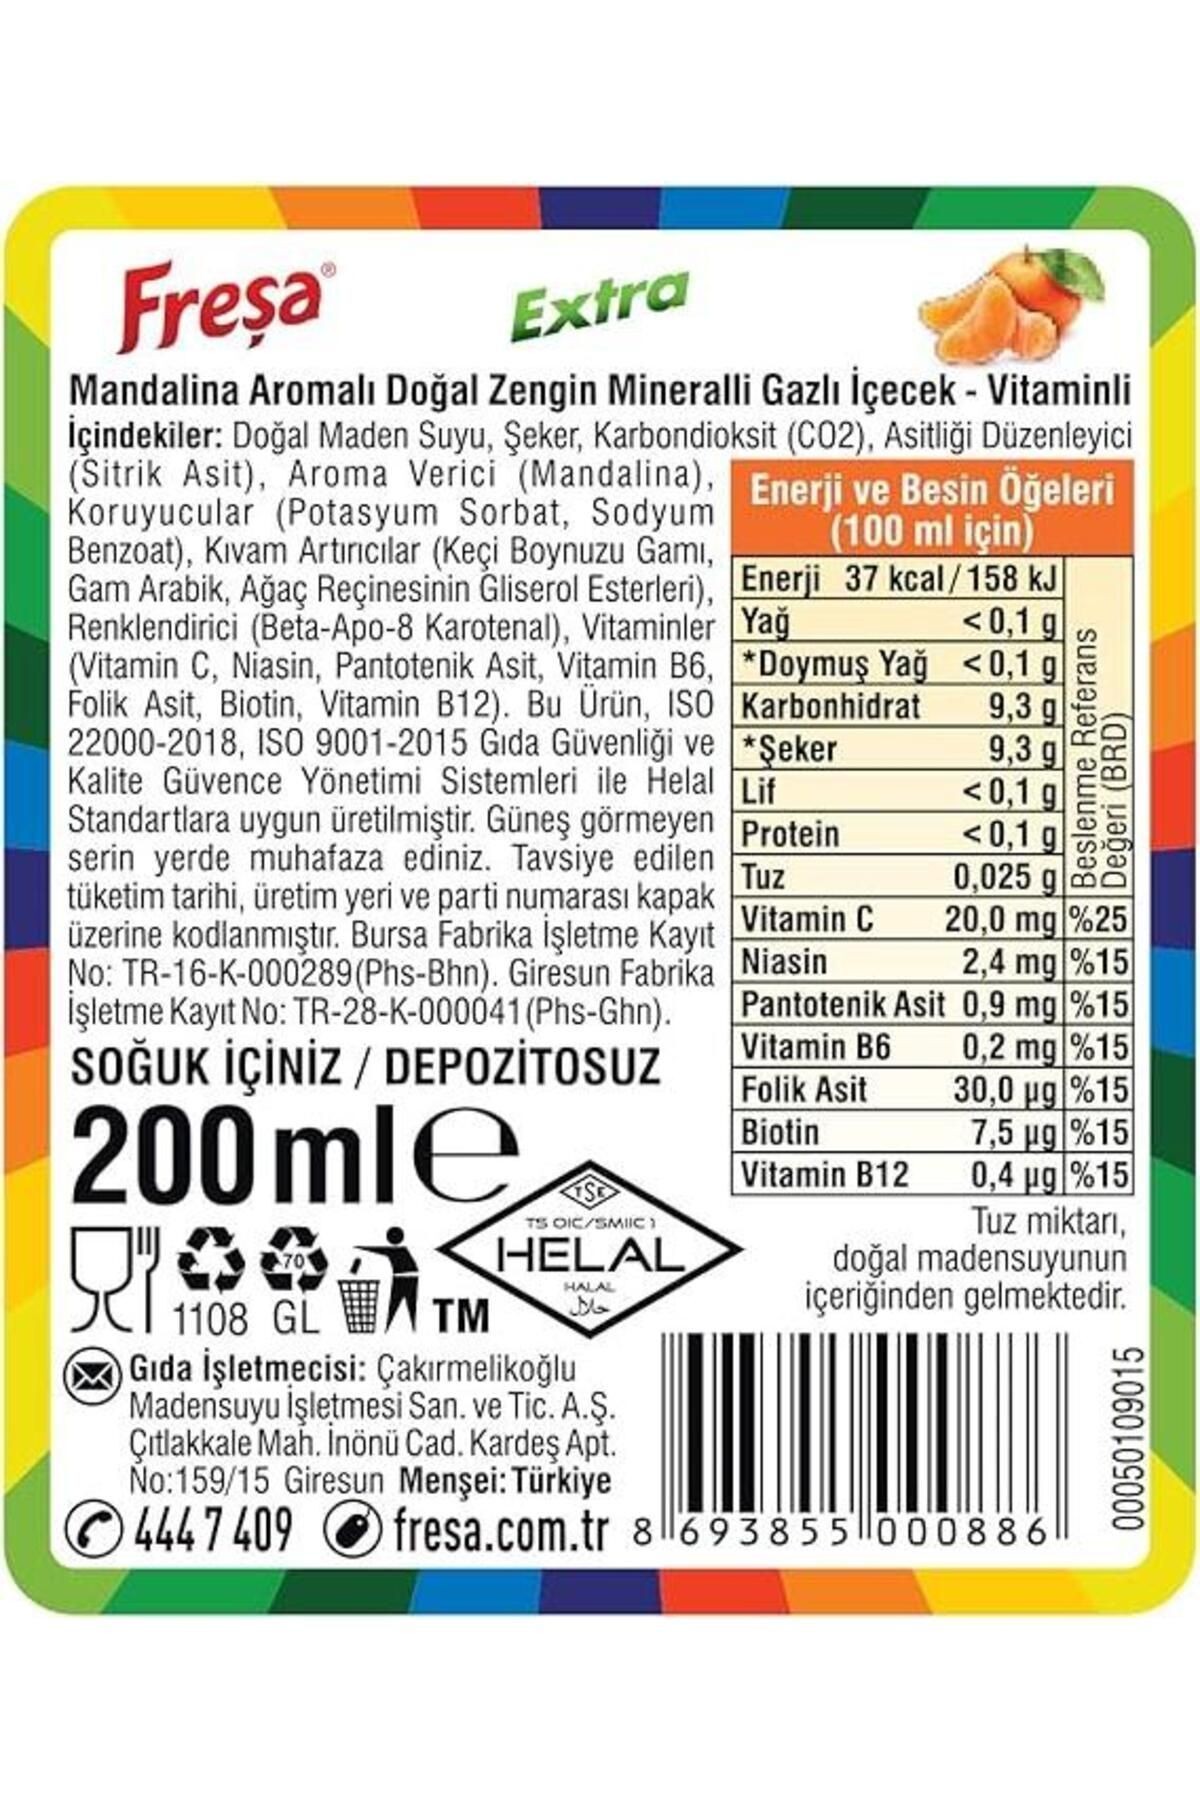 Freşa®
Extra
Mandalina Aromalı Doğal Zengin Mineralli Gazlı İçecek - Vitaminli
İçindekiler: Doğal Maden Suyu, Şeker, Karbondioksit (CO2), Asitliği Düzenleyici
(Sitrik Asit), Aroma Verici (Mandalina),
Koruyucular (Potasyum Sorbat, Sodyum
Benzoat), Kıvam Artırıcılar (Keçi Boynuzu Gamı,
Gam Arabik, Ağaç Reçinesinin Gliserol Esterleri),
Renklendirici (Beta-Apo-8 Karotenal), Vitaminler
(Vitamin C, Niasin, Pantotenik Asit, Vitamin B6,
Folik Asit, Biotin, Vitamin B12). Bu Ürün, ISO
22000-2018, ISO 9001-2015 Gıda Güvenliği ve
Kalite Güvence Yönetimi Sistemleri ile Helal
Standartlara uygun üretilmiştir. Güneş görmeyen
serin yerde muhafaza ediniz. Tavsiye edilen
tüketim tarihi, üretim yeri ve parti numarası kapak
üzerine kodlanmıştır. Bursa Fabrika İşletme Kayıt
No: TR-16-K-000289(Phs-Bhn). Giresun Fabrika
İşletme Kayıt No: TR-28-K-000041(Phs-Ghn).
SOĞUK İÇİNİZ / DEPOZİTOSUZ
200 ml e
Enerji ve Besin Öğeleri
(100 ml için)
Enerji 37 kcal/158 kJ
Yağ <0,1 g
*Doymuş Yağ <0,1 g
Karbonhidrat 9,3 g
*Şeker 9,3 g
Lif <0,1 g
Protein <0,1 g
Tuz 0,025 g
Beslenme Referans
Değeri (BRD)
Vitamin C 20,0 mg %25
Niasin 2,4 mg %15
Pantotenik Asit 0,9 mg %15
Vitamin B6 0,2 mg %15
Folik Asit 30,0 µg %15
Biotin 7,5 µg %15
Vitamin B12 0,4 µg %15
Tuz miktarı,
doğal madensuyunun
içeriğinden gelmektedir.
TSE
TS OIC/SMIIC 1
HELAL
HALAL
حلال
70
1108 GL TM
Gıda İşletmecisi: Çakırmelikoğlu
Madensuyu İşletmesi San. ve Tic. A.Ş.
Çıtlakkale Mah. İnönü Cad. Kardeş Apt.
No:159/15 Giresun Menşei: Türkiye
444 7 409 fresa.com.tr
8 693855 000886
00050109015